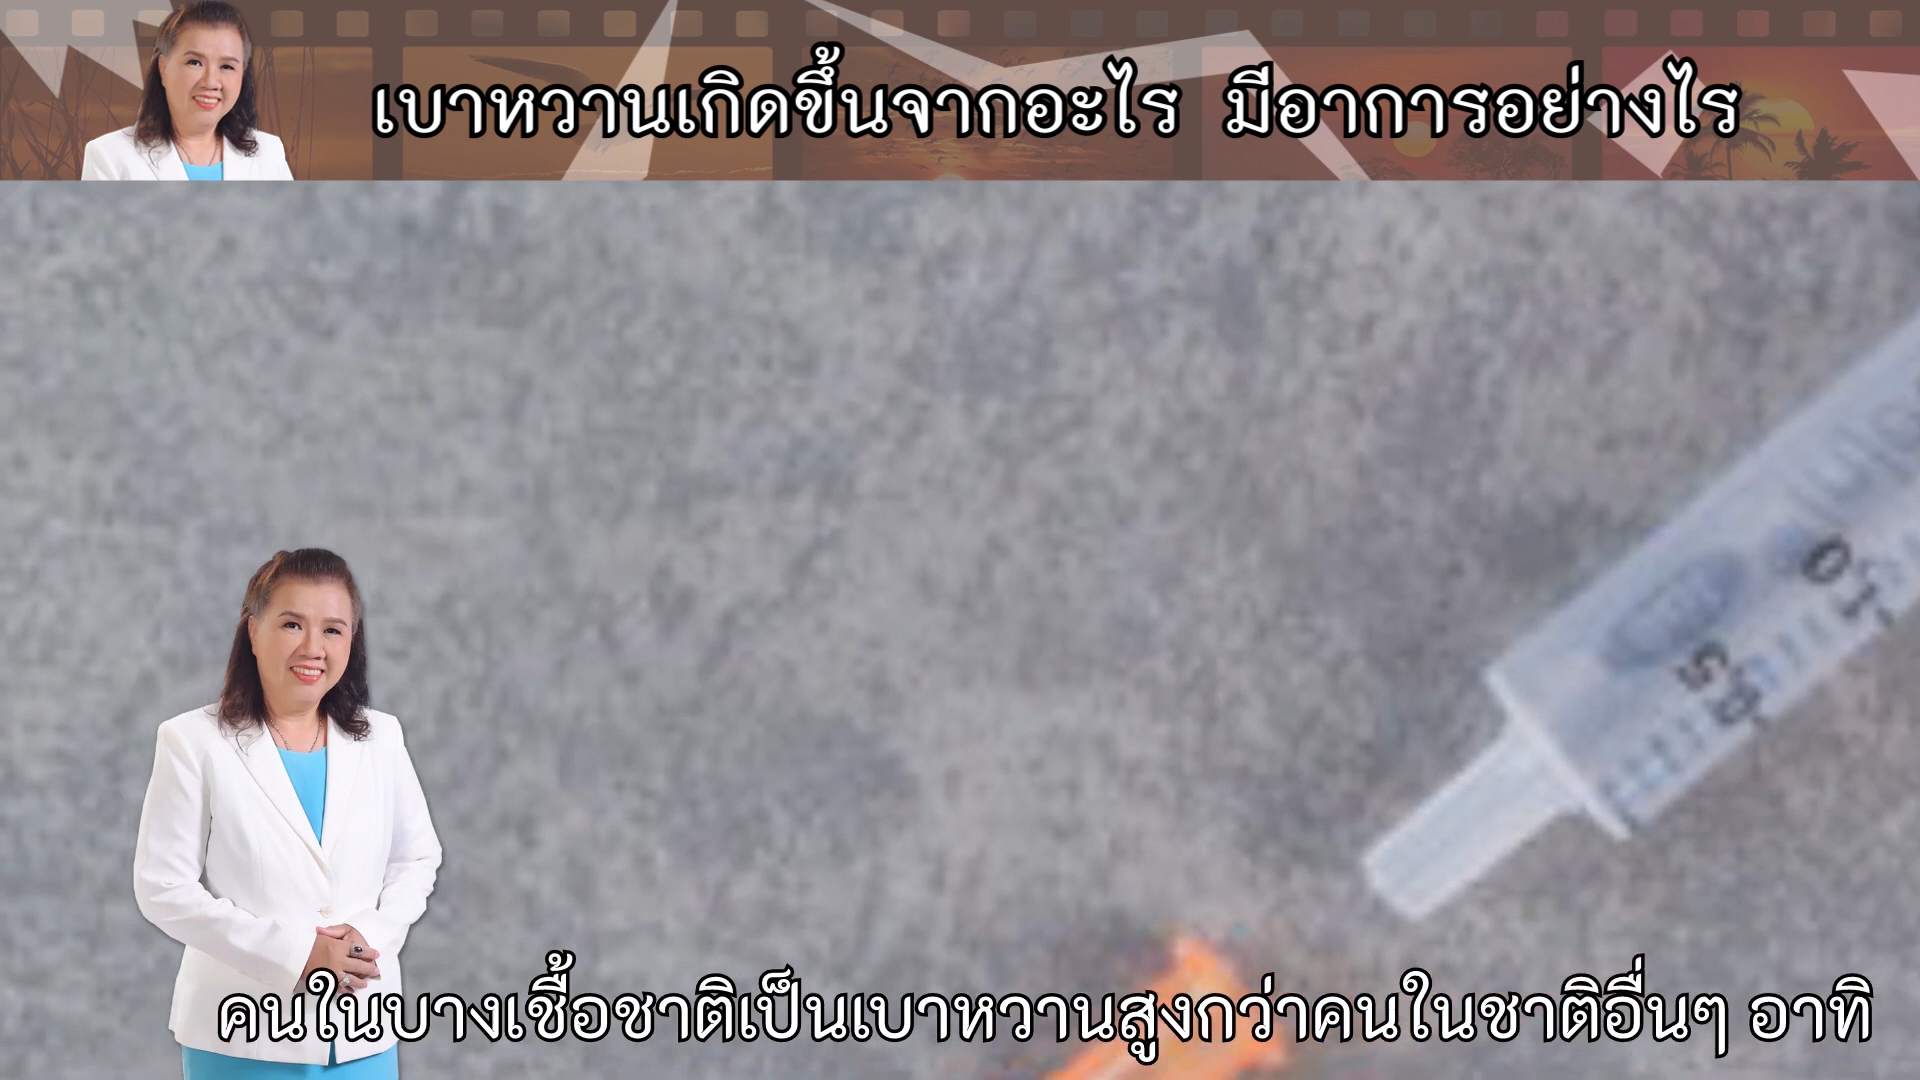 เบาหวานเกิดขึ้นจากอะไร มีอาการอย่างไร
คนในบางเชื้อชาติเป็นเบาหวานสูงกว่าคนในชาติอื่นๆ อาทิ